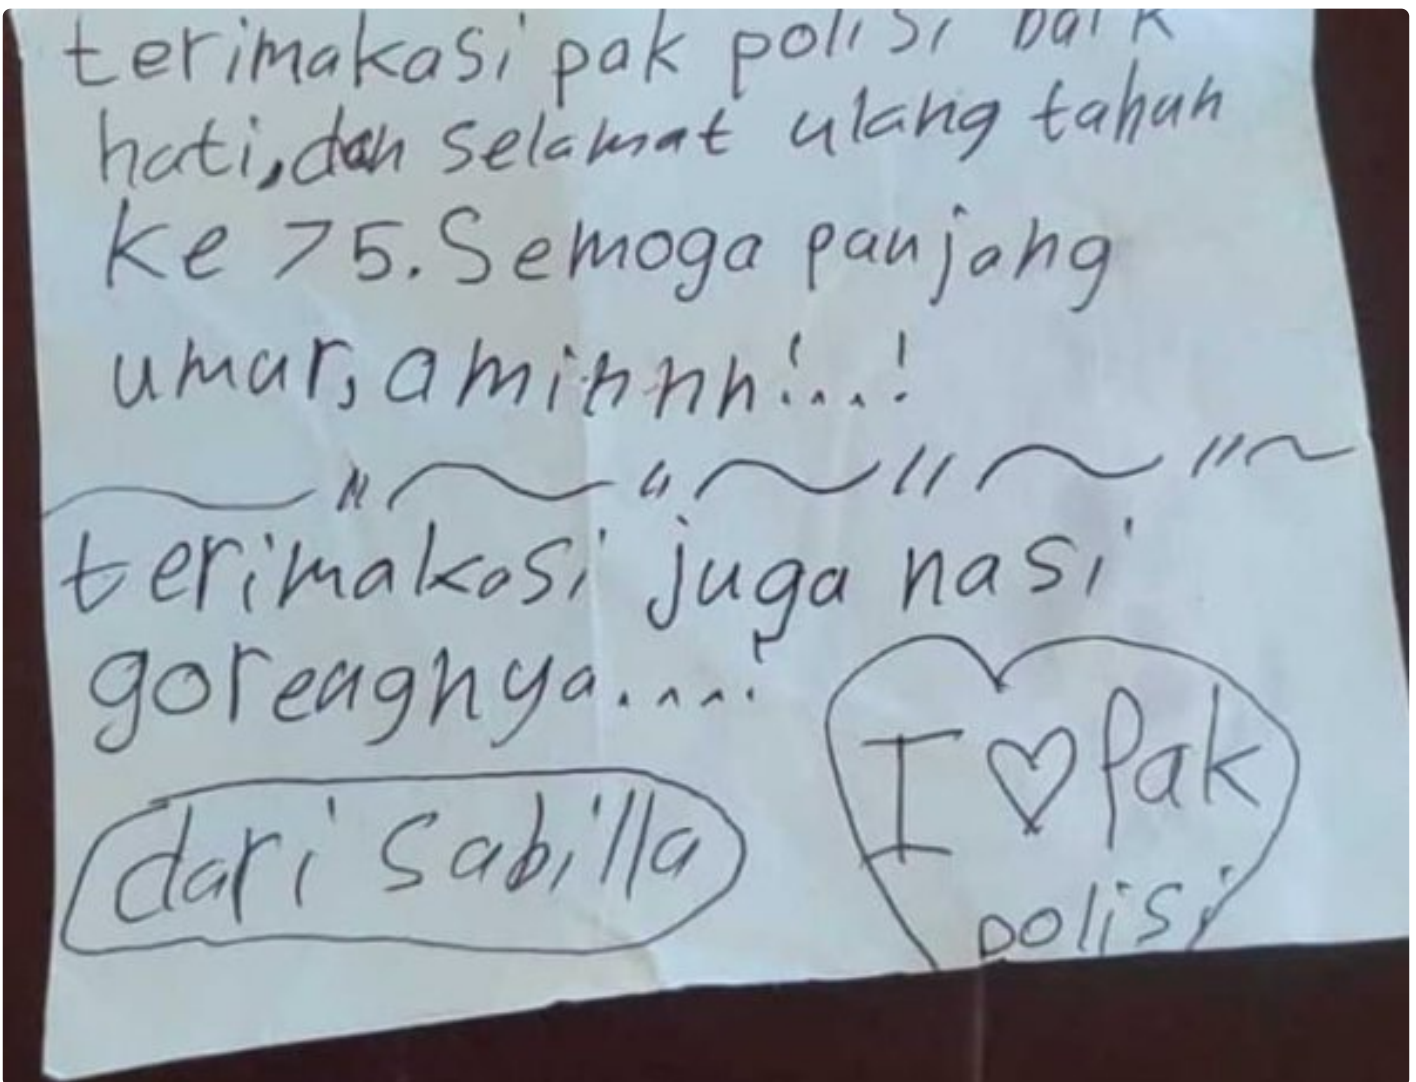 terimakasi pak polisi baik
hati, dan selamat ulang tahun
ke 75. Semoga panjang
umur, aminnnn!...!
terimakasi juga nasi
goreagnya....!
dari Sabilla
I ♡ Pak
polisi